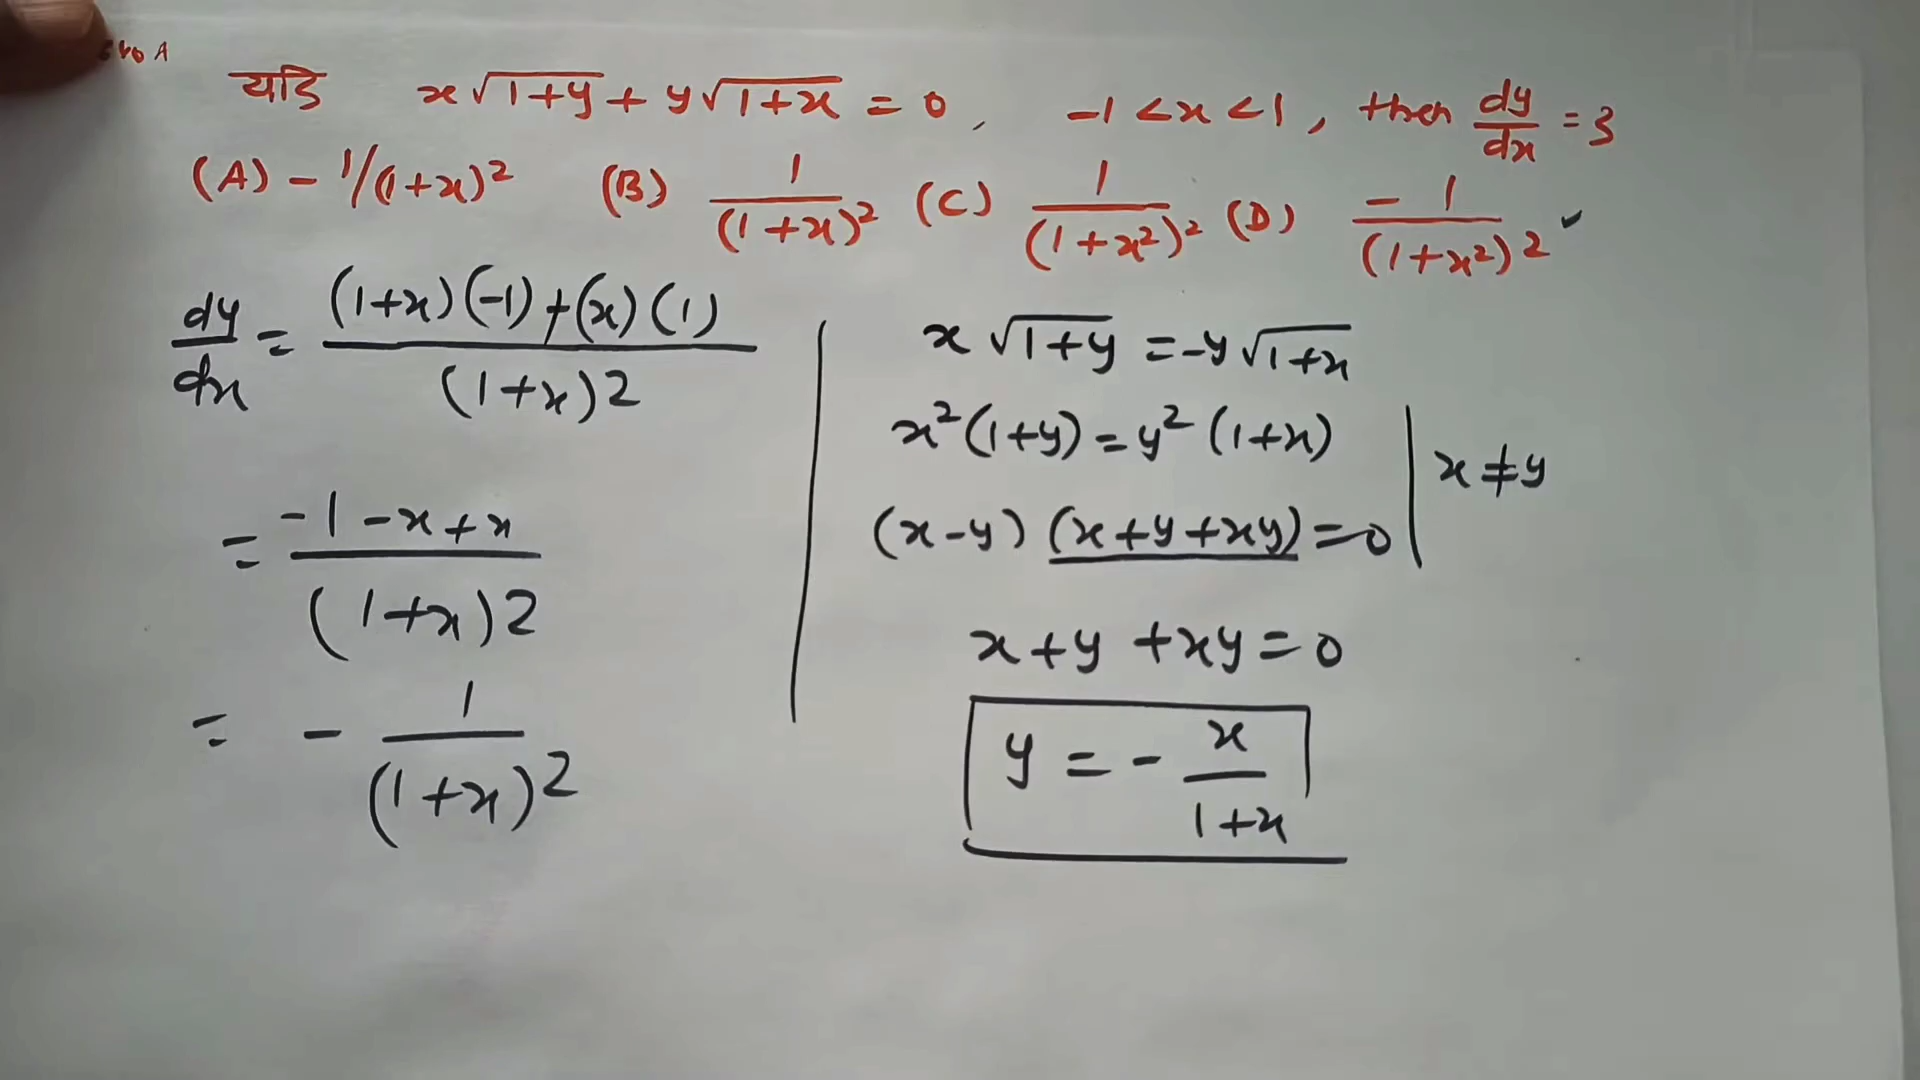 यदि x√1+y + y√1+x = 0, -1 < x < 1, then dy/dx = 3
(A) - 1/(1+x)2 (B) 1/(1+x)2 (C) 1/(1+x2)2 (D) -1/(1+x2)2 ✓
dy/dx = (1+x)(-1)+(x)(1)/(1+x)2
= -1-x+x/(1+x)2
= - 1/(1+x)2
x√1+y = -y√1+x
x2(1+y) = y2(1+x)
x≠y
(x-y)(x+y+xy)=0
x+y+xy=0
y = - x/1+x